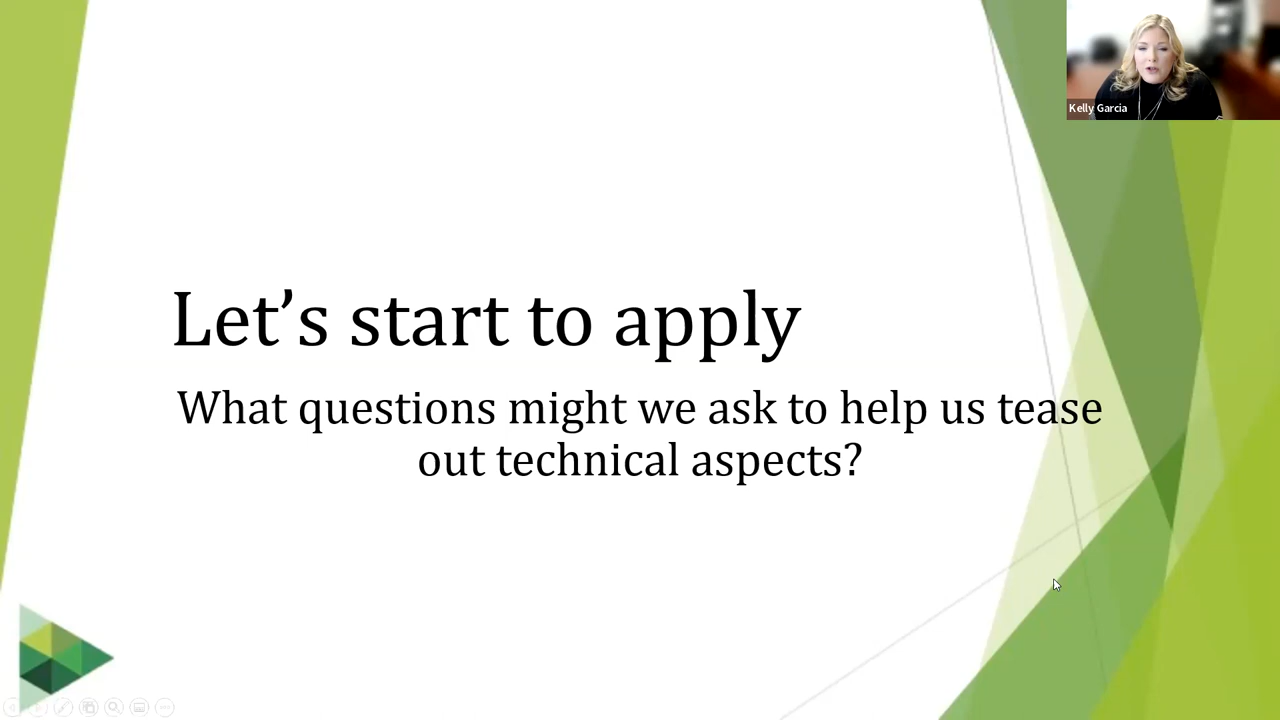 Kelly Garcia
Let’s start to apply
What questions might we ask to help us tease
out technical aspects?